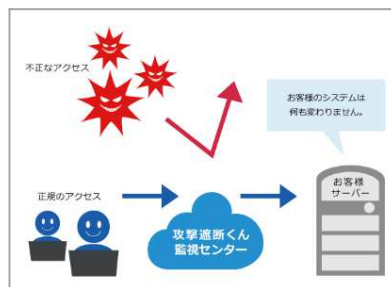 不正なアクセス
お客様のシステムは
何も変わりません。
正規のアクセス
攻撃遮断くん
監視センター
お客様
サーバー